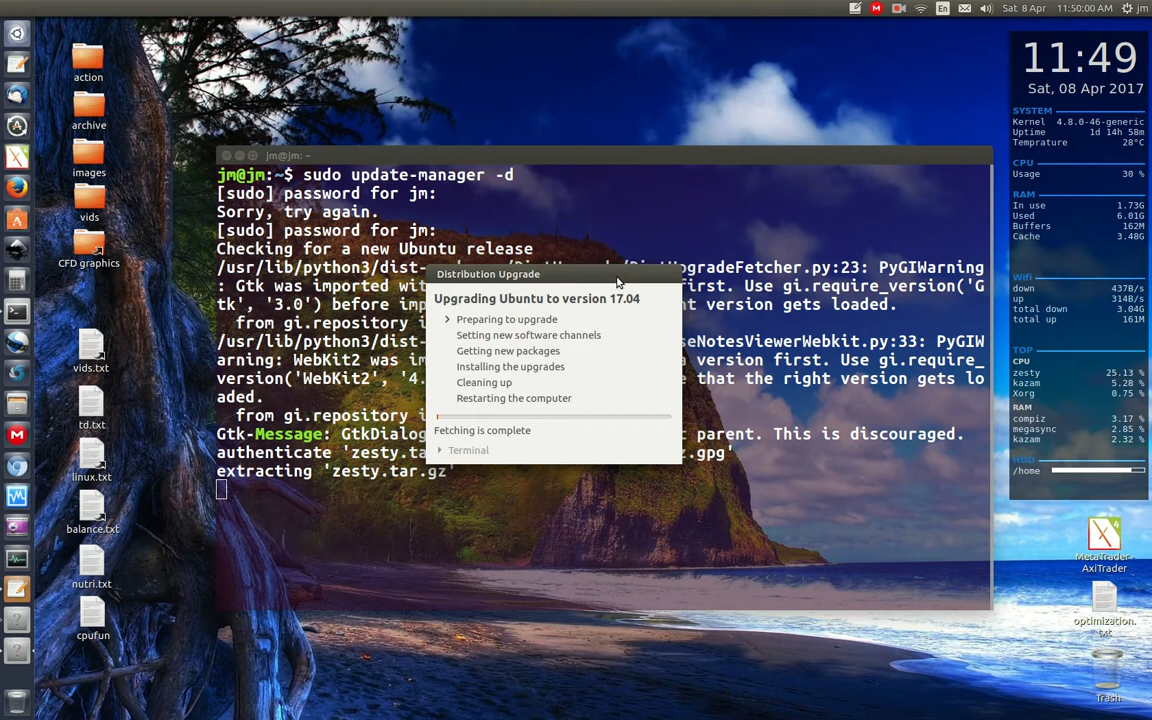 En
Sat 8 Apr
11:50:00 AM
jm
action
archive
images
vids
CFD graphics
vids.txt
td.txt
linux.txt
balance.txt
nutri.txt
cpufun
jm@jm: ~
jm@jm:~$ sudo update-manager -d
[sudo] password for jm:
Sorry, try again.
[sudo] password for jm:
Checking for a new Ubuntu release
/usr/lib/python3/dist- pgradeFetcher.py:23: PyGIWarning
: Gtk was imported wit first. Use gi.require_version('G
tk', '3.0') before impo nt version gets loaded.
from gi.repository i
/usr/lib/python3/dist- seNotesViewerWebkit.py:33: PyGIW
arning: WebKit2 was im a version first. Use gi.require_
version('WebKit2', '4. e that the right version gets lo
aded.
from gi.repository i
Gtk-Message: GtkDialog parent. This is discouraged.
authenticate 'zesty.ta .gpg'
extracting 'zesty.tar.gz'
Distribution Upgrade
Upgrading Ubuntu to version 17.04
Preparing to upgrade
Setting new software channels
Getting new packages
Installing the upgrades
Cleaning up
Restarting the computer
Fetching is complete
Terminal
11:49
Sat, 08 Apr 2017
SYSTEM
Kernel 4.8.0-46-generic
Uptime 1d 14h 58m
Temprature 28°C
CPU
Usage 30 %
RAM
In use 1.73G
Used 6.01G
Buffers 162M
Cache 3.48G
Wifi
down 437B/s
up 314B/s
total down 3.04G
total up 161M
TOP
CPU
zesty 25.13 %
kazam 5.28 %
Xorg 0.75 %
RAM
compiz 3.17 %
megasync 2.85 %
kazam 2.32 %
HDD
/home
MetaTrader -
AxiTrader
optimization.
txt
Trash